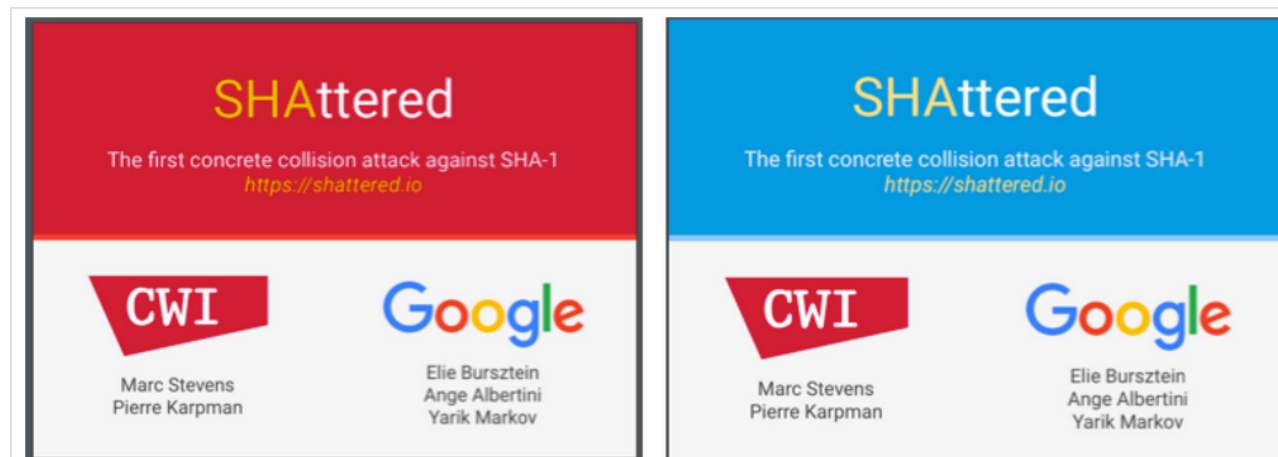 SHAttered
The first concrete collision attack against SHA-1
https://shattered.io
CWI
Marc Stevens
Pierre Karpman
Google
Elie Bursztein
Ange Albertini
Yarik Markov
SHAttered
The first concrete collision attack against SHA-1
https://shattered.io
CWI
Marc Stevens
Pierre Karpman
Google
Elie Bursztein
Ange Albertini
Yarik Markov